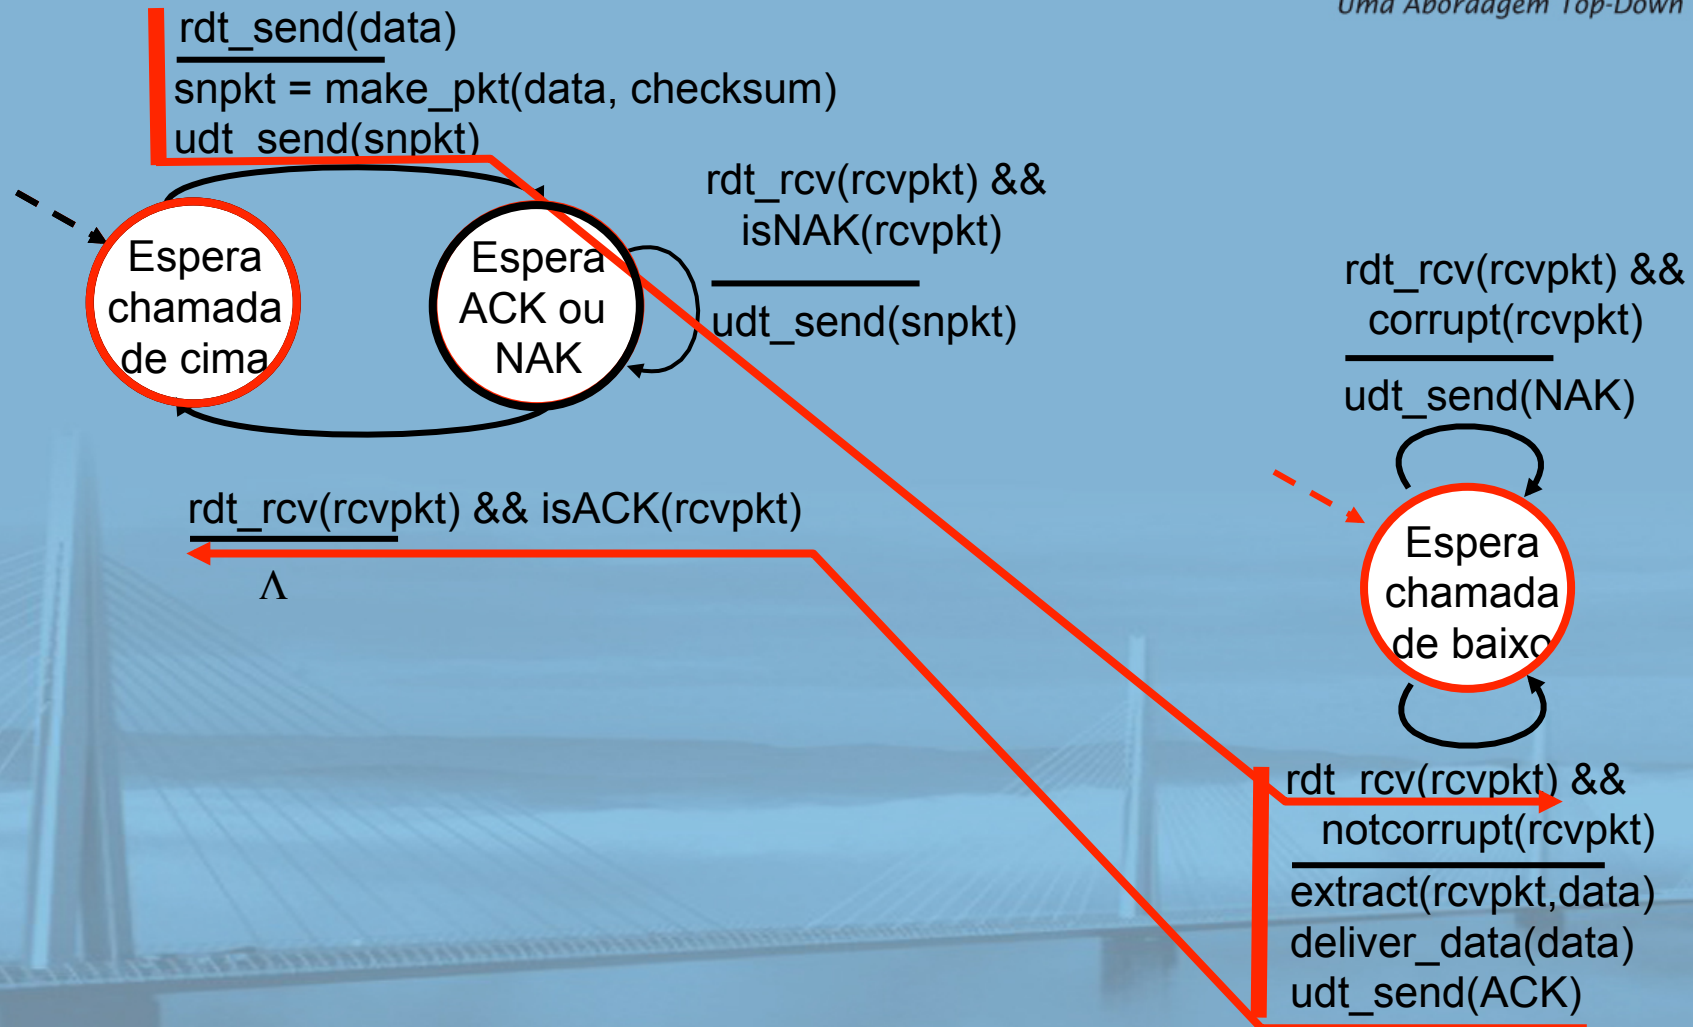 Uma Abordagem Top-Down
rdt_send(data)
snpkt = make_pkt(data, checksum)
udt_send(snpkt)
rdt_rcv(rcvpkt) &&
isNAK(rcvpkt)
udt_send(snpkt)
Espera
chamada
de cima
Espera
ACK ou
NAK
rdt_rcv(rcvpkt) && isACK(rcvpkt)
Λ
rdt_rcv(rcvpkt) &&
corrupt(rcvpkt)
udt_send(NAK)
Espera
chamada
de baixo
rdt_rcv(rcvpkt) &&
notcorrupt(rcvpkt)
extract(rcvpkt,data)
deliver_data(data)
udt_send(ACK)